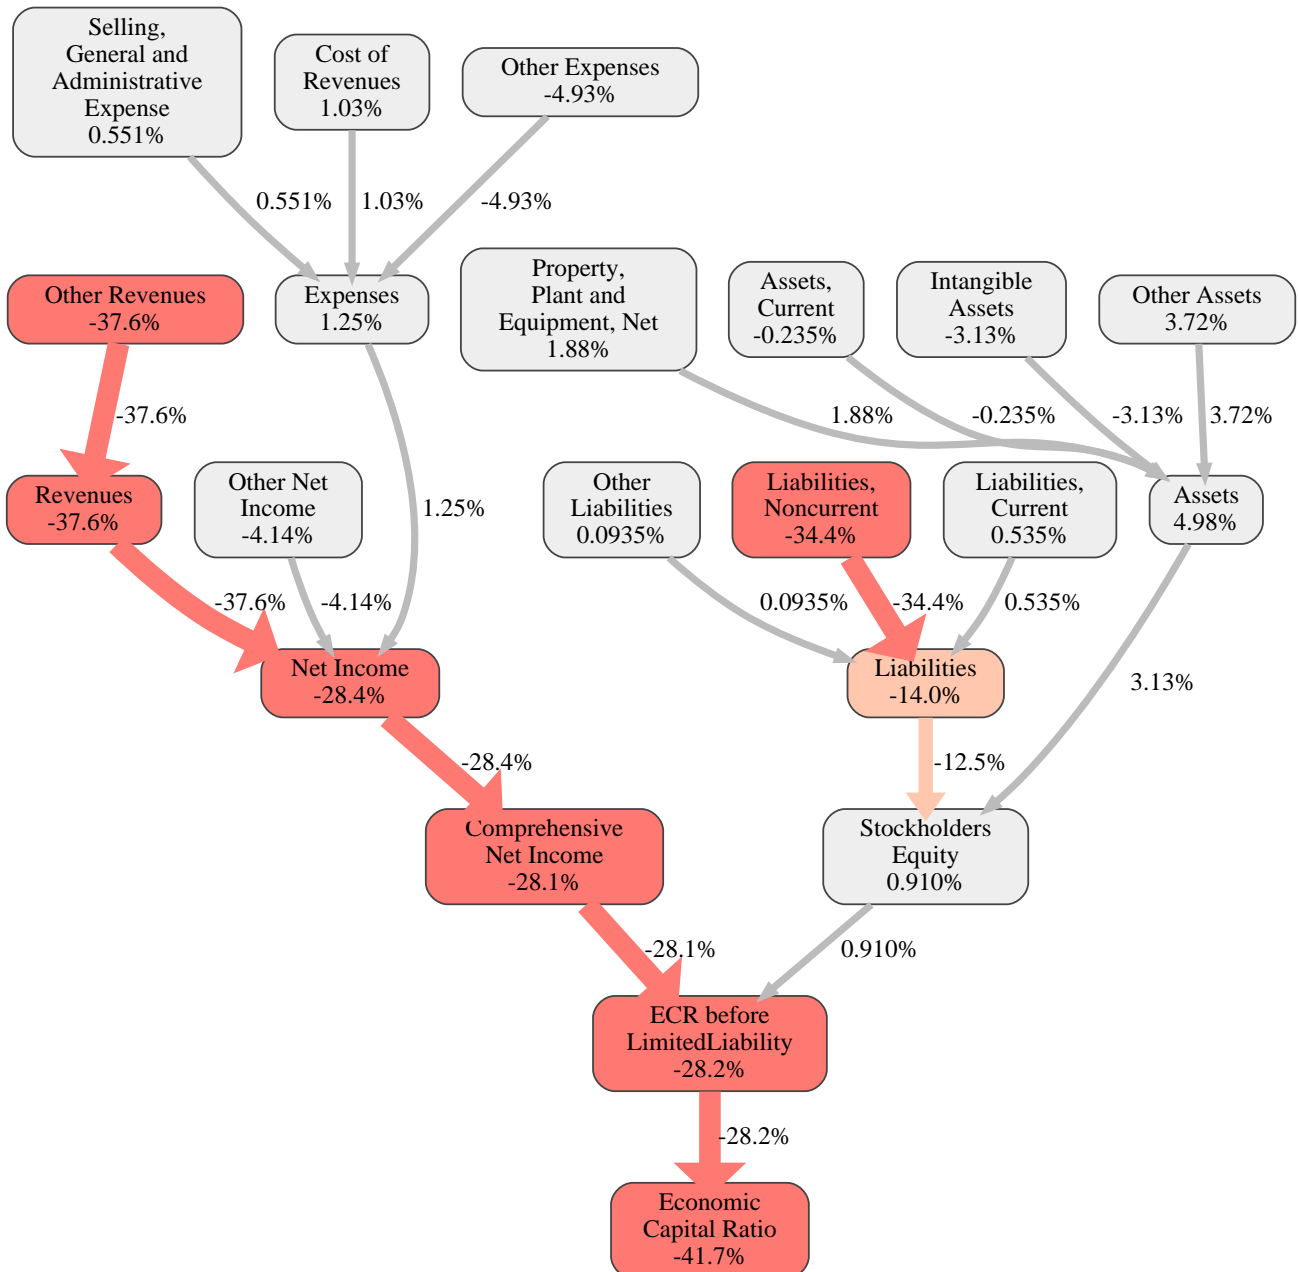 Selling,
General and
Administrative
Expense
0.551%
Cost of
Revenues
1.03%
Other Expenses
-4.93%
0.551%
1.03%
-4.93%
Other Revenues
-37.6%
Expenses
1.25%
Property,
Plant and
Equipment, Net
1.88%
Assets,
Current
-0.235%
Intangible
Assets
-3.13%
Other Assets
3.72%
-37.6%
1.88%
-0.235%
-3.13%
3.72%
Revenues
-37.6%
Other Net
Income
-4.14%
1.25%
Other
Liabilities
0.0935%
Liabilities,
Noncurrent
-34.4%
Liabilities,
Current
0.535%
Assets
4.98%
-37.6%
-4.14%
0.0935%
-34.4%
0.535%
Net Income
-28.4%
Liabilities
-14.0%
3.13%
-28.4%
-12.5%
Comprehensive
Net Income
-28.1%
Stockholders
Equity
0.910%
-28.1%
0.910%
ECR before
LimitedLiability
-28.2%
-28.2%
Economic
Capital Ratio
-41.7%